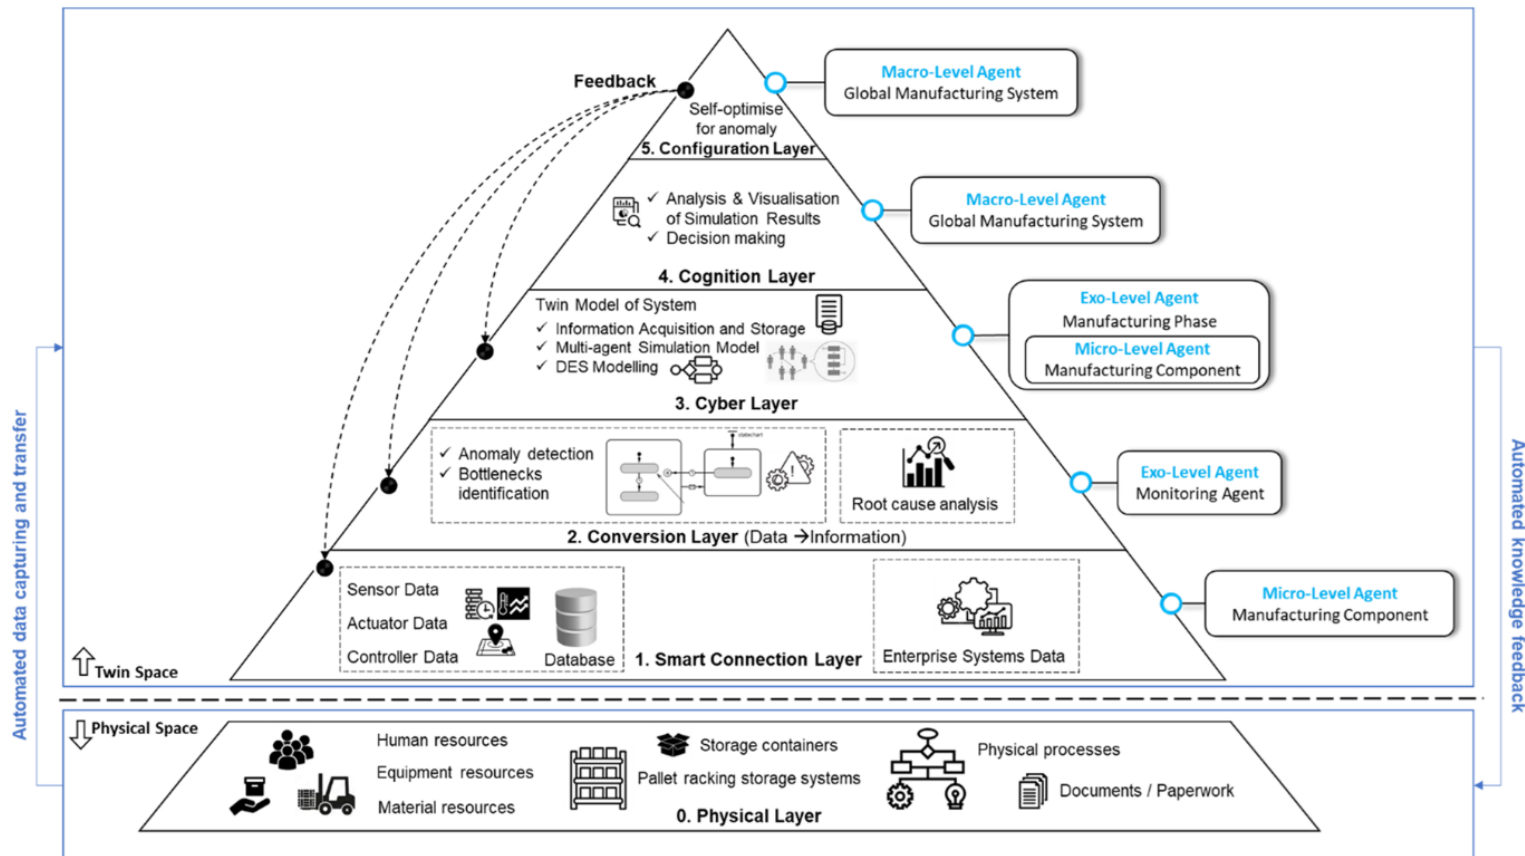 Feedback
Self-optimise
for anomaly
5. Configuration Layer
Macro-Level Agent
Global Manufacturing System
✓ Analysis & Visualisation
of Simulation Results
✓ Decision making
4. Cognition Layer
Macro-Level Agent
Global Manufacturing System
Twin Model of System
✓ Information Acquisition and Storage
✓ Multi-agent Simulation Model
✓ DES Modelling
3. Cyber Layer
Exo-Level Agent
Manufacturing Phase
Micro-Level Agent
Manufacturing Component
✓ Anomaly detection
✓ Bottlenecks
identification
statechart
Root cause analysis
2. Conversion Layer (Data →Information)
Exo-Level Agent
Monitoring Agent
Sensor Data
Actuator Data
Controller Data
Database
1. Smart Connection Layer
Enterprise Systems Data
Micro-Level Agent
Manufacturing Component
Twin Space
Physical Space
Human resources
Equipment resources
Material resources
Storage containers
Pallet racking storage systems
Physical processes
Documents / Paperwork
0. Physical Layer
Automated data capturing and transfer
Automated knowledge feedback